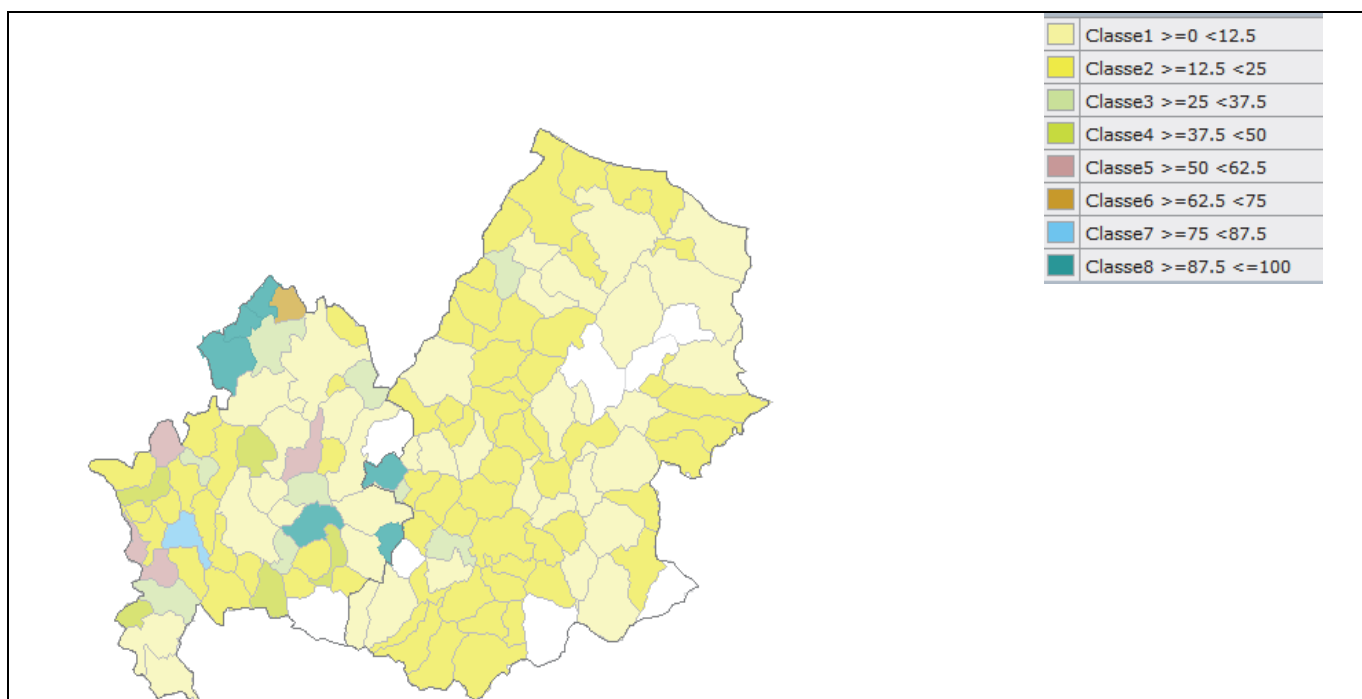 Classe1 >=0 <12.5
Classe2 >=12.5 <25
Classe3 >=25 <37.5
Classe4 >=37.5 <50
Classe5 >=50 <62.5
Classe6 >=62.5 <75
Classe7 >=75 <87.5
Classe8 >=87.5 <=100